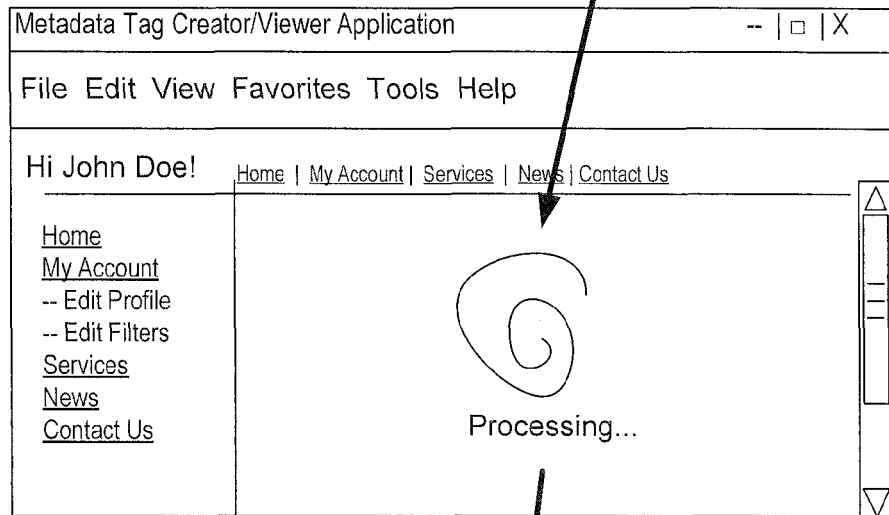 Metadata Tag Creator/Viewer Application -- | □ | X
File Edit View Favorites Tools Help
Hi John Doe!
Home | My Account | Services | News | Contact Us
Home
My Account
-- Edit Profile
-- Edit Filters
Services
News
Contact Us
Processing...